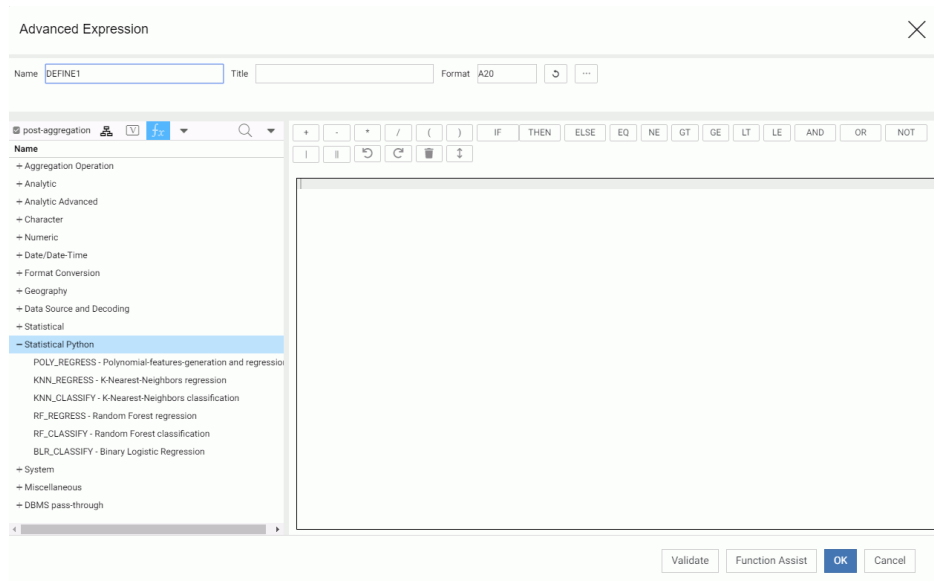 Advanced Expression
Name DEFINE1 Title Format A20 ...
post-aggregation V fx
+ - * / ( ) IF THEN ELSE EQ NE GT GE LT LE AND OR NOT
| ||
Name
+ Aggregation Operation
+ Analytic
+ Analytic Advanced
+ Character
+ Numeric
+ Date/Date-Time
+ Format Conversion
+ Geography
+ Data Source and Decoding
+ Statistical
− Statistical Python
POLY_REGRESS - Polynomial-features-generation and regressio
KNN_REGRESS - K-Nearest-Neighbors regression
KNN_CLASSIFY - K-Nearest-Neighbors classification
RF_REGRESS - Random Forest regression
RF_CLASSIFY - Random Forest classification
BLR_CLASSIFY - Binary Logistic Regression
+ System
+ Miscellaneous
+ DBMS pass-through
Validate Function Assist OK Cancel